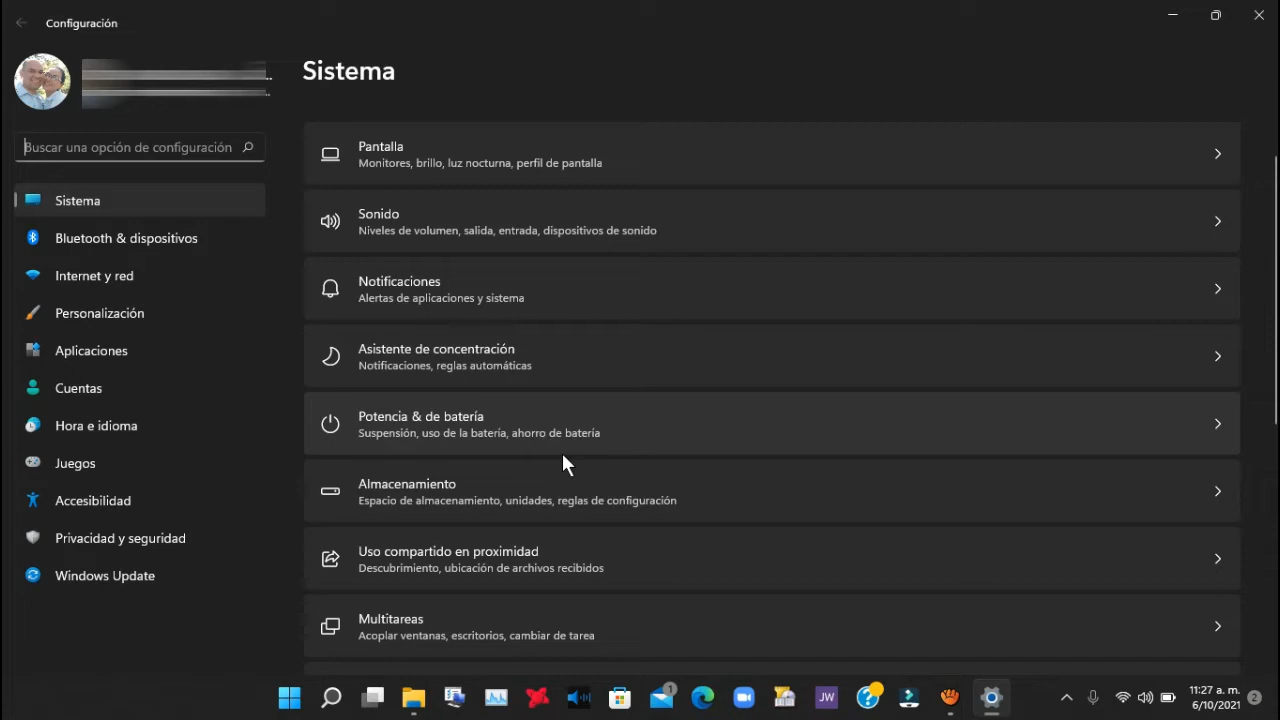 Configuración
Sistema
Buscar una opción de configuración
Sistema
Bluetooth & dispositivos
Internet y red
Personalización
Aplicaciones
Cuentas
Hora e idioma
Juegos
Accesibilidad
Privacidad y seguridad
Windows Update
Pantalla
Monitores, brillo, luz nocturna, perfil de pantalla
Sonido
Niveles de volumen, salida, entrada, dispositivos de sonido
Notificaciones
Alertas de aplicaciones y sistema
Asistente de concentración
Notificaciones, reglas automáticas
Potencia & de batería
Suspensión, uso de la batería, ahorro de batería
Almacenamiento
Espacio de almacenamiento, unidades, reglas de configuración
Uso compartido en proximidad
Descubrimiento, ubicación de archivos recibidos
Multitareas
Acoplar ventanas, escritorios, cambiar de tarea
1
JW
?
11:27 a. m.
6/10/2021
2